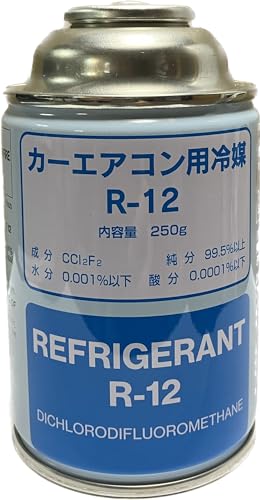 カーエアコン用冷媒
R-12
内容量 250g
成分 CCl₂F₂ 純分 99.5%以上
水分 0.001%以下 酸分 0.0001%以下
REFRIGERANT
R-12
DICHLORODIFLUOROMETHANE